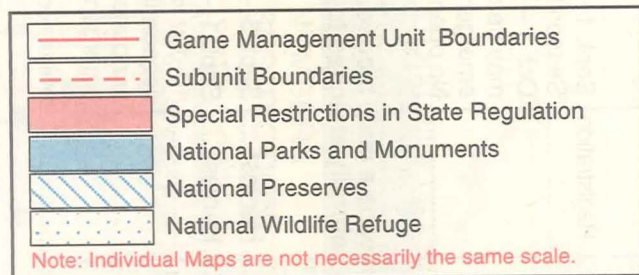 Game Management Unit Boundaries
Subunit Boundaries
Special Restrictions in State Regulation
National Parks and Monuments
National Preserves
National Wildlife Refuge
Note: Individual Maps are not necessarily the same scale.